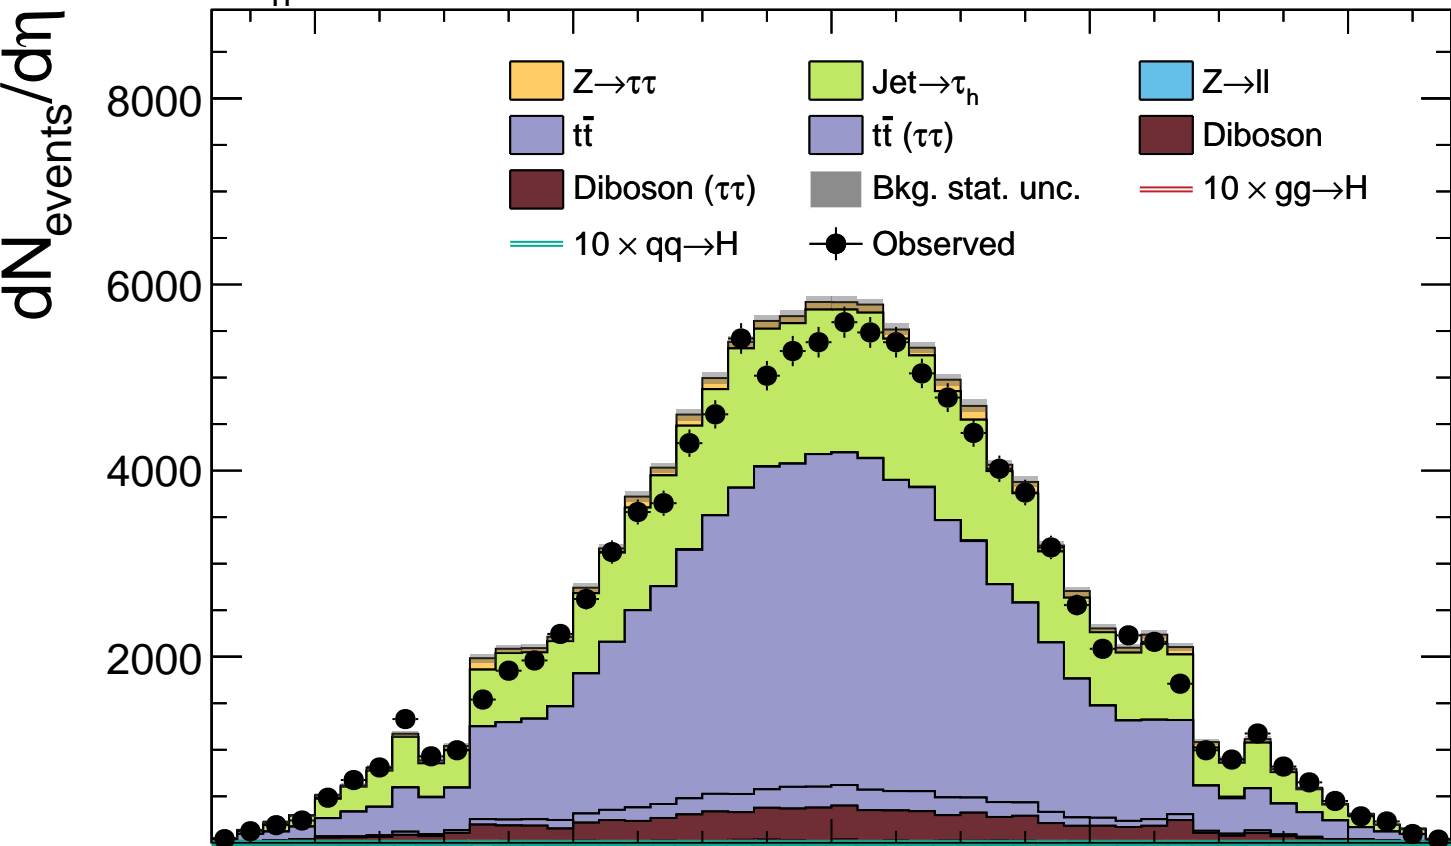 dN_events/dη
8000
6000
4000
2000
Z→ττ
Jet→τ_h
Z→ll
tt̄
tt̄ (ττ)
Diboson
Diboson (ττ)
Bkg. stat. unc.
10 × gg→H
10 × qq→H
Observed